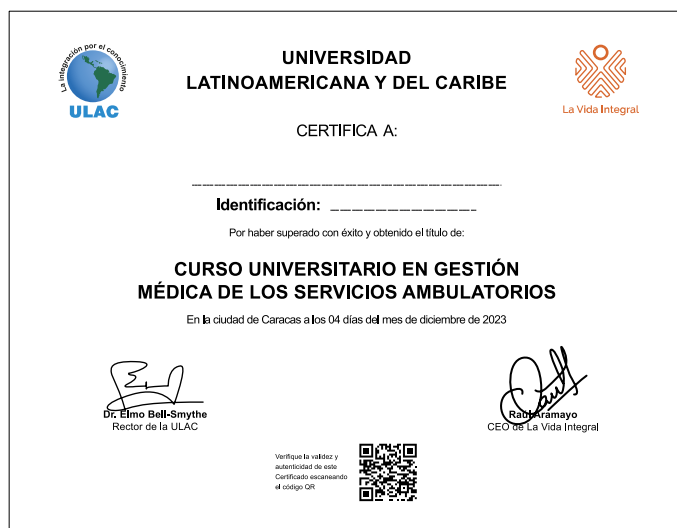 La integración por el conocimiento
ULAC
UNIVERSIDAD
LATINOAMERICANA Y DEL CARIBE
La Vida Integral
CERTIFICA A:
Identificación:
Por haber superado con éxito y obtenido el título de:
CURSO UNIVERSITARIO EN GESTIÓN
MÉDICA DE LOS SERVICIOS AMBULATORIOS
En la ciudad de Caracas a los 04 días del mes de diciembre de 2023
Dr. Elmo Bell-Smythe
Rector de la ULAC
Raúl Aramayo
CEO de La Vida Integral
Verifique la validez y
autenticidad de este
Certificado escaneando
el código QR